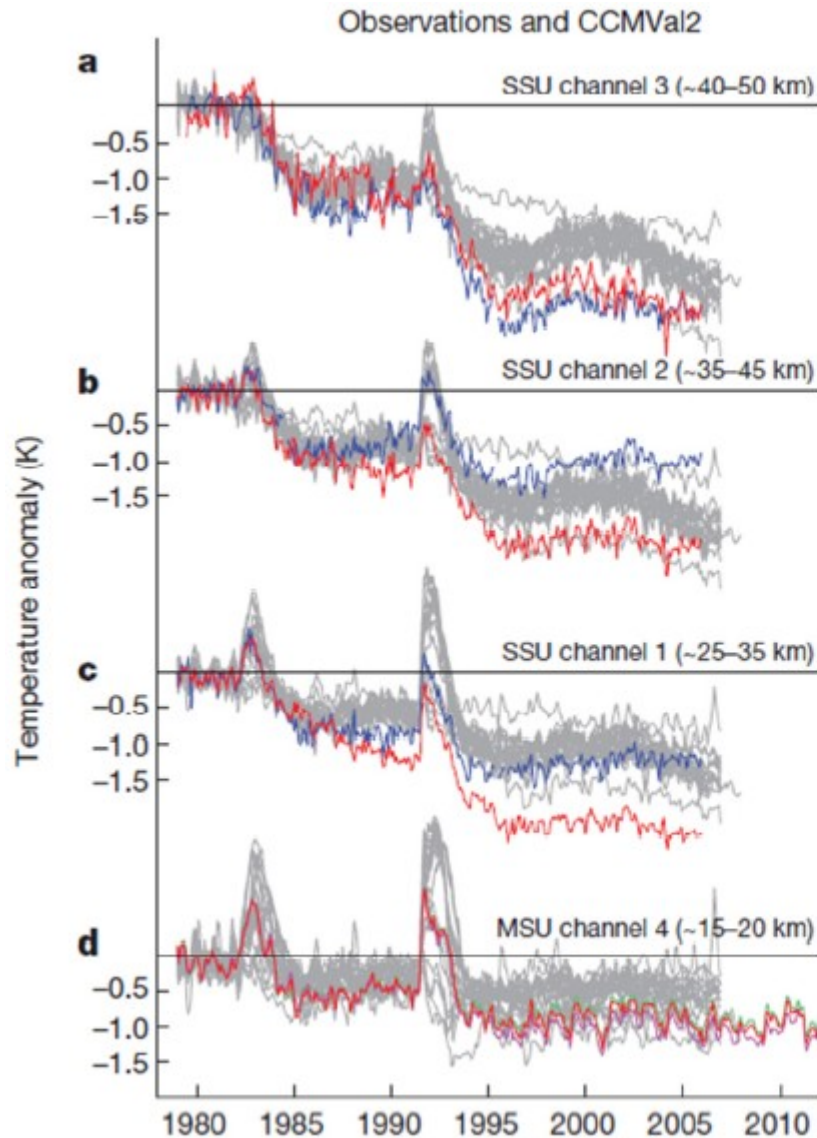 Observations and CCMVal2
a
SSU channel 3 (~40–50 km)
−0.5
−1.0
−1.5
b
SSU channel 2 (~35–45 km)
−0.5
−1.0
−1.5
Temperature anomaly (K)
c
SSU channel 1 (~25–35 km)
−0.5
−1.0
−1.5
d
MSU channel 4 (~15–20 km)
−0.5
−1.0
−1.5
1980 1985 1990 1995 2000 2005 2010